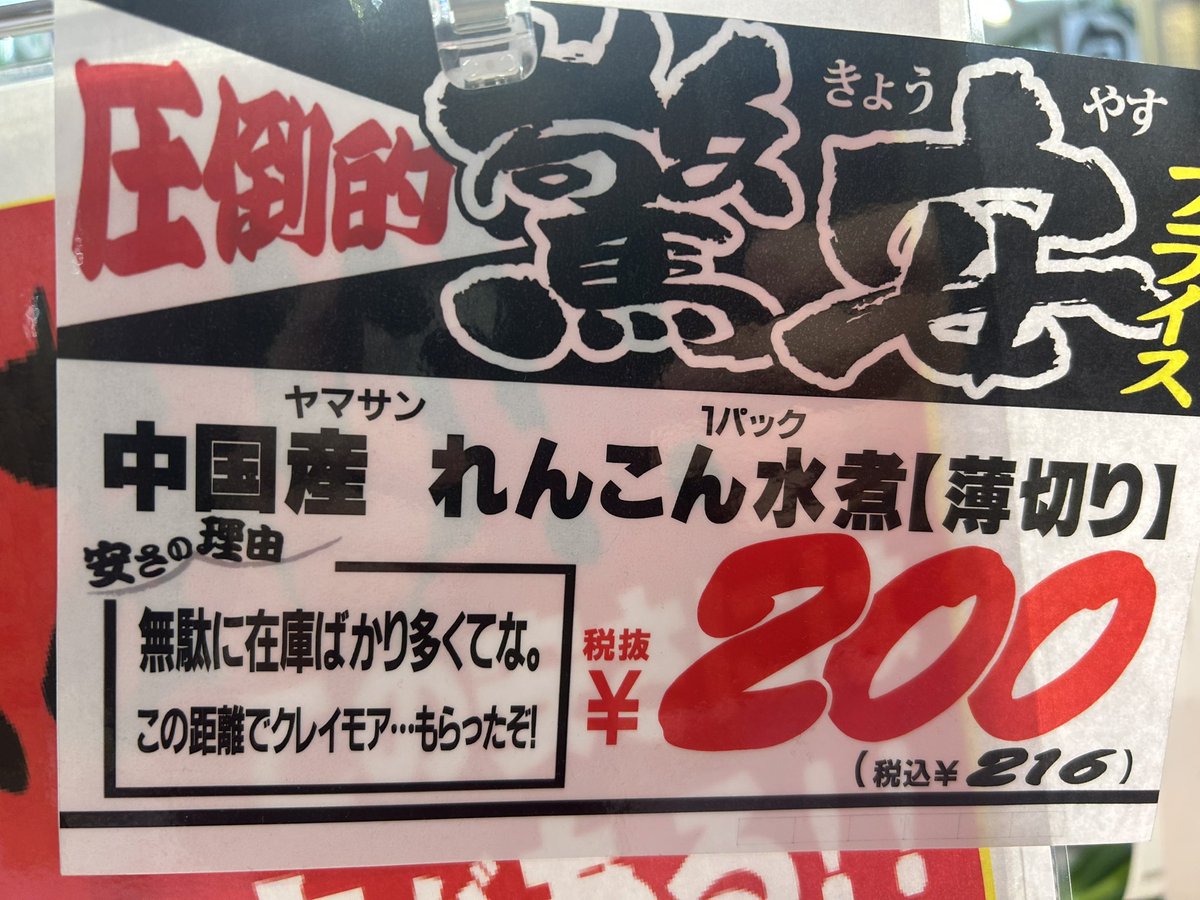 圧倒的
驚安
きょう やす
プライス
ヤマサン 1パック
中国産 れんこん水煮【薄切り】
安さの理由
無駄に在庫ばかり多くてな。
この距離でクレイモア…もらったぞ!
税抜
¥200
(税込¥216)